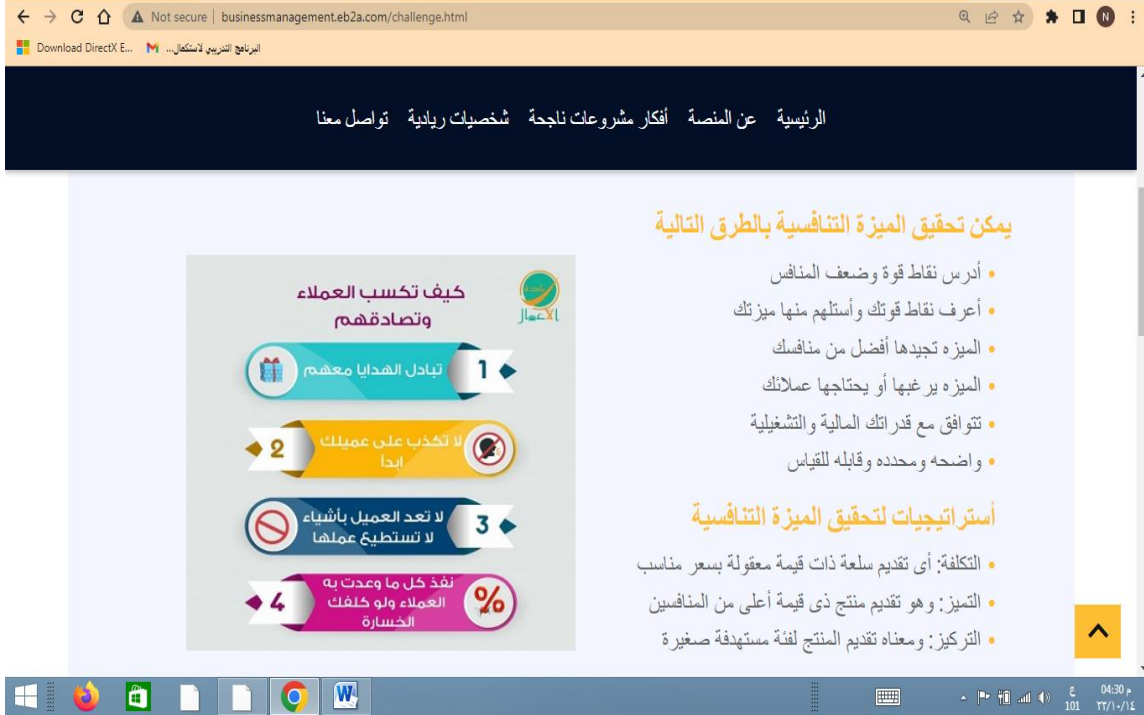 Not secure | businessmanagement.eb2a.com/challenge.html
N
Download DirectX E...
البرنامج التدريبي لاستكمال...
الرئيسية عن المنصة أفكار مشروعات ناجحة شخصيات ريادية تواصل معنا
يمكن تحقيق الميزة التنافسية بالطرق التالية
• أدرس نقاط قوة وضعف المنافس
• أعرف نقاط قوتك وأستلهم منها ميزتك
• الميزه تجيدها أفضل من منافسك
• الميزه يرغبها أو يحتاجها عملائك
• تتوافق مع قدراتك المالية والتشغيلية
• واضحه ومحدده وقابله للقياس
أستراتيجيات لتحقيق الميزة التنافسية
• التكلفة: أى تقديم سلعة ذات قيمة معقولة بسعر مناسب
• التميز: وهو تقديم منتج ذى قيمة أعلى من المنافسين
• التركيز: ومعناه تقديم المنتج لفئة مستهدفة صغيرة
الأعمال
كيف تكسب العملاء
وتصادقهم
1 تبادل الهدايا معهم
2 لا تكذب على عميلك
ابدأ
3 لا تعد العميل بأشياء
لا تستطيع عملها
4 نفذ كل ما وعدت به
العملاء ولو كلفك
الخسارة
%
W
ع
101
04:30 م
٢٢/١٠/١٤